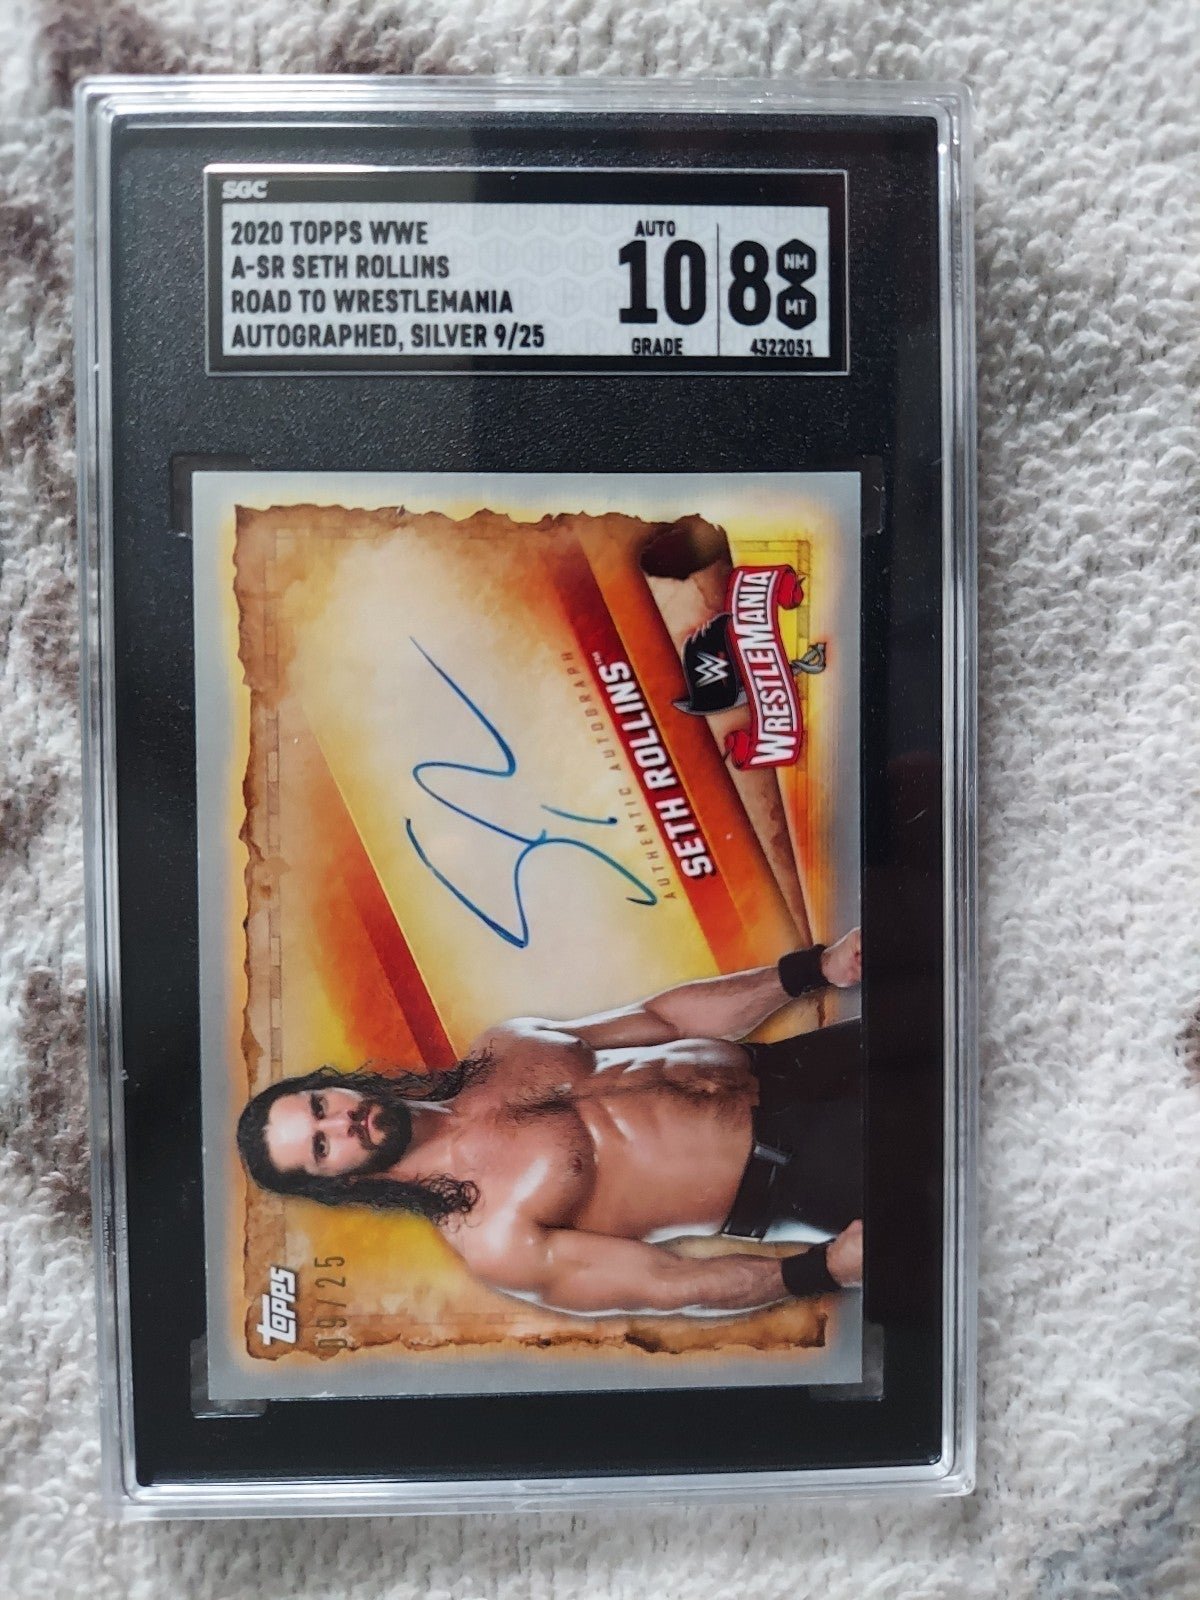 SGC
2020 TOPPS WWE
A-SR SETH ROLLINS
ROAD TO WRESTLEMANIA
AUTOGRAPHED, SILVER 9/25
AUTO
10
GRADE
8
NM
MT
4322051
W
WRESTLEMANIA
AUTHENTIC AUTOGRAPH
SETH ROLLINS™
TOPPS
09/25